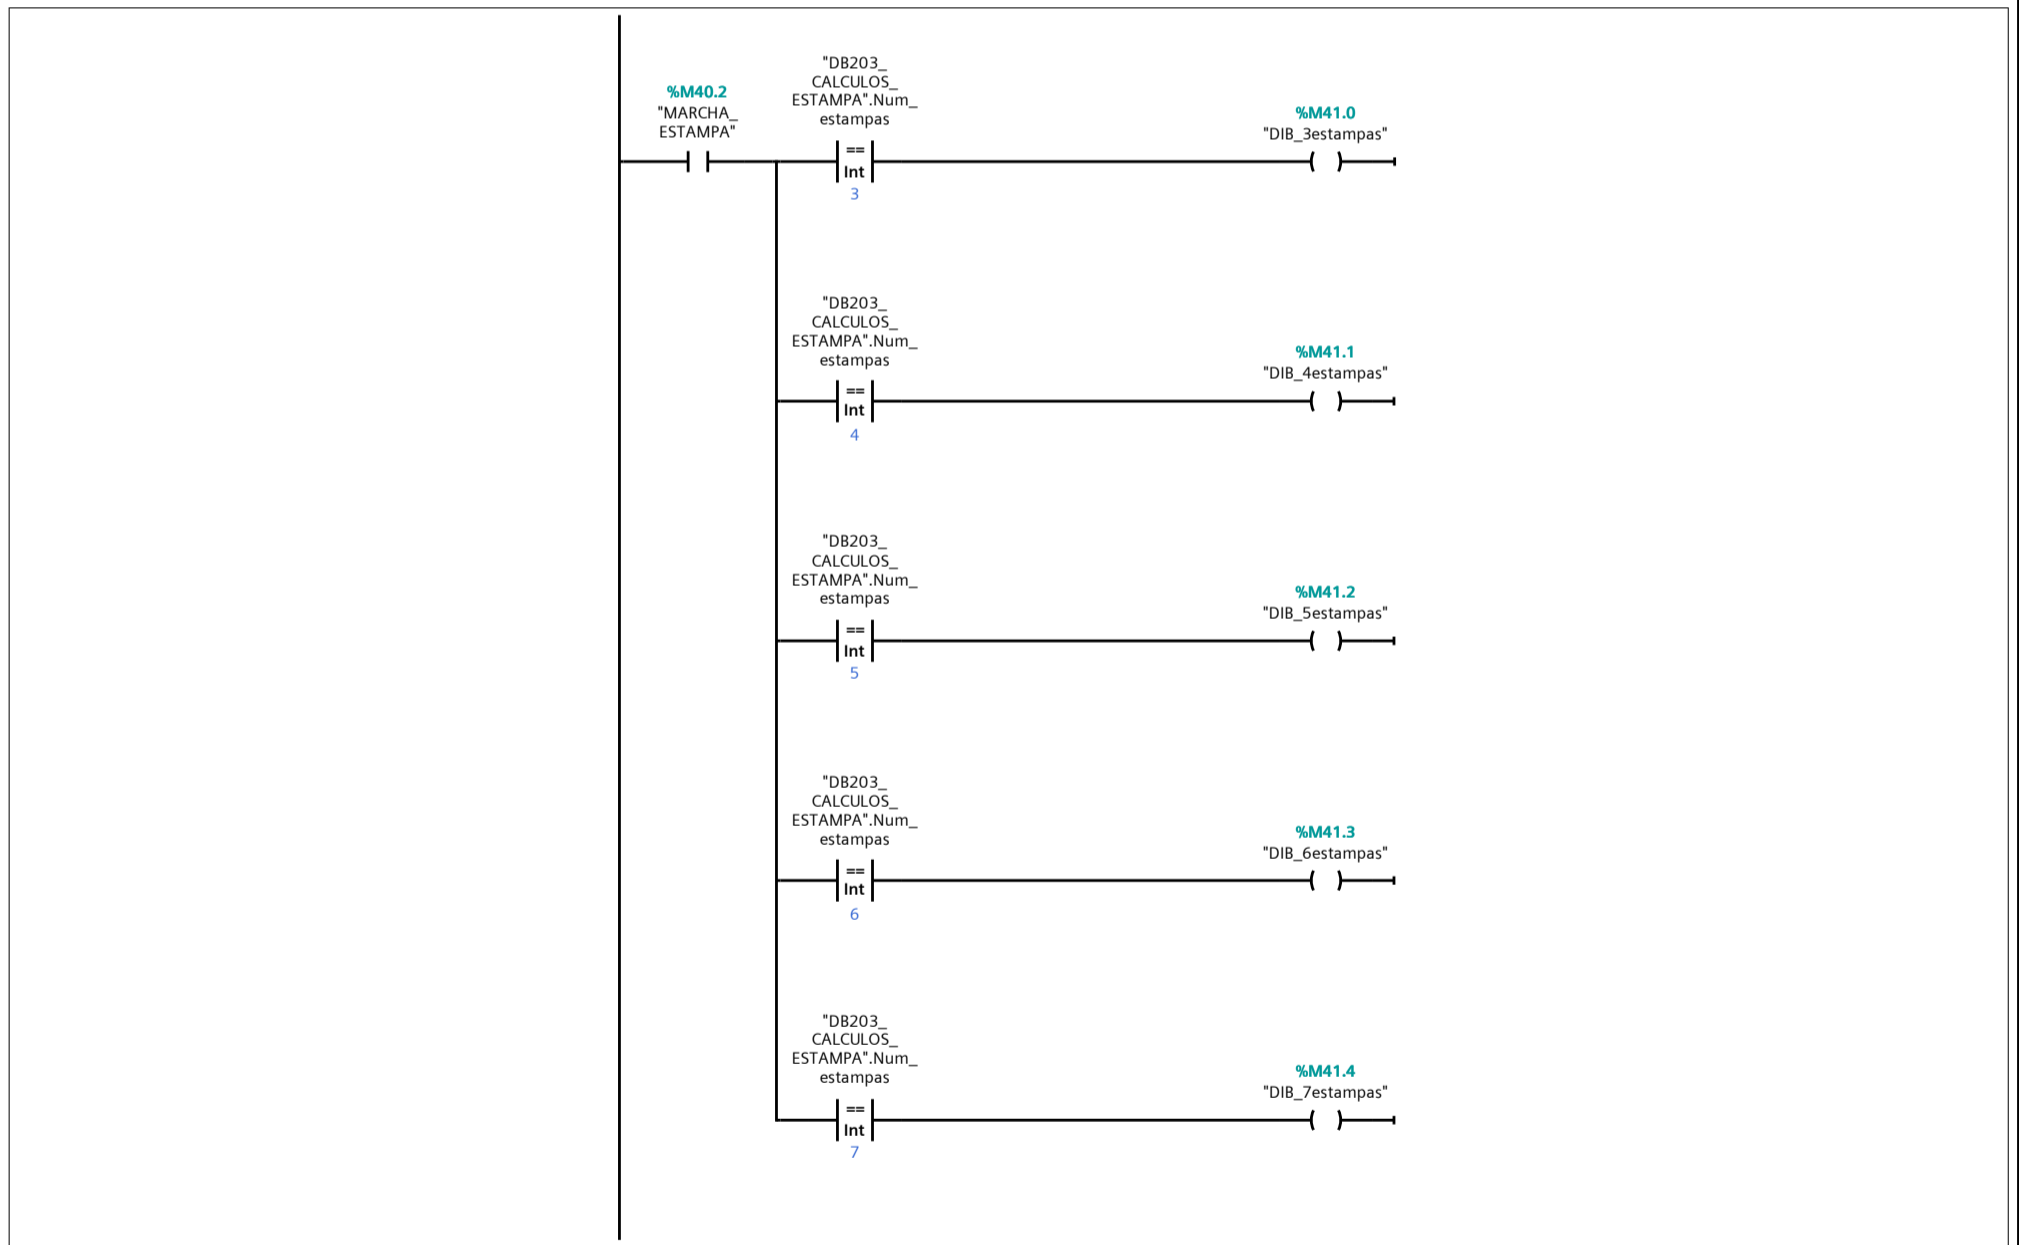 %M40.2
"MARCHA_
ESTAMPA"
"DB203_
CALCULOS_
ESTAMPA".Num_
estampas
==
Int
3
%M41.0
"DIB_3estampas"
"DB203_
CALCULOS_
ESTAMPA".Num_
estampas
==
Int
4
%M41.1
"DIB_4estampas"
"DB203_
CALCULOS_
ESTAMPA".Num_
estampas
==
Int
5
%M41.2
"DIB_5estampas"
"DB203_
CALCULOS_
ESTAMPA".Num_
estampas
==
Int
6
%M41.3
"DIB_6estampas"
"DB203_
CALCULOS_
ESTAMPA".Num_
estampas
==
Int
7
%M41.4
"DIB_7estampas"